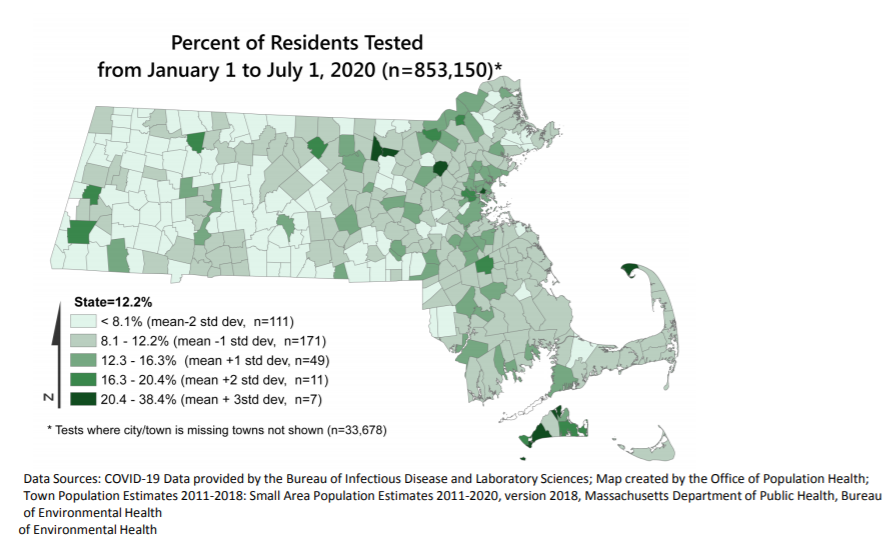 Percent of Residents Tested
from January 1 to July 1, 2020 (n=853,150)*
State=12.2%
< 8.1% (mean-2 std dev, n=111)
8.1 - 12.2% (mean -1 std dev, n=171)
12.3 - 16.3% (mean +1 std dev, n=49)
16.3 - 20.4% (mean +2 std dev, n=11)
20.4 - 38.4% (mean + 3std dev, n=7)
N
* Tests where city/town is missing towns not shown (n=33,678)
Data Sources: COVID-19 Data provided by the Bureau of Infectious Disease and Laboratory Sciences; Map created by the Office of Population Health;
Town Population Estimates 2011-2018: Small Area Population Estimates 2011-2020, version 2018, Massachusetts Department of Public Health, Bureau
of Environmental Health
of Environmental Health